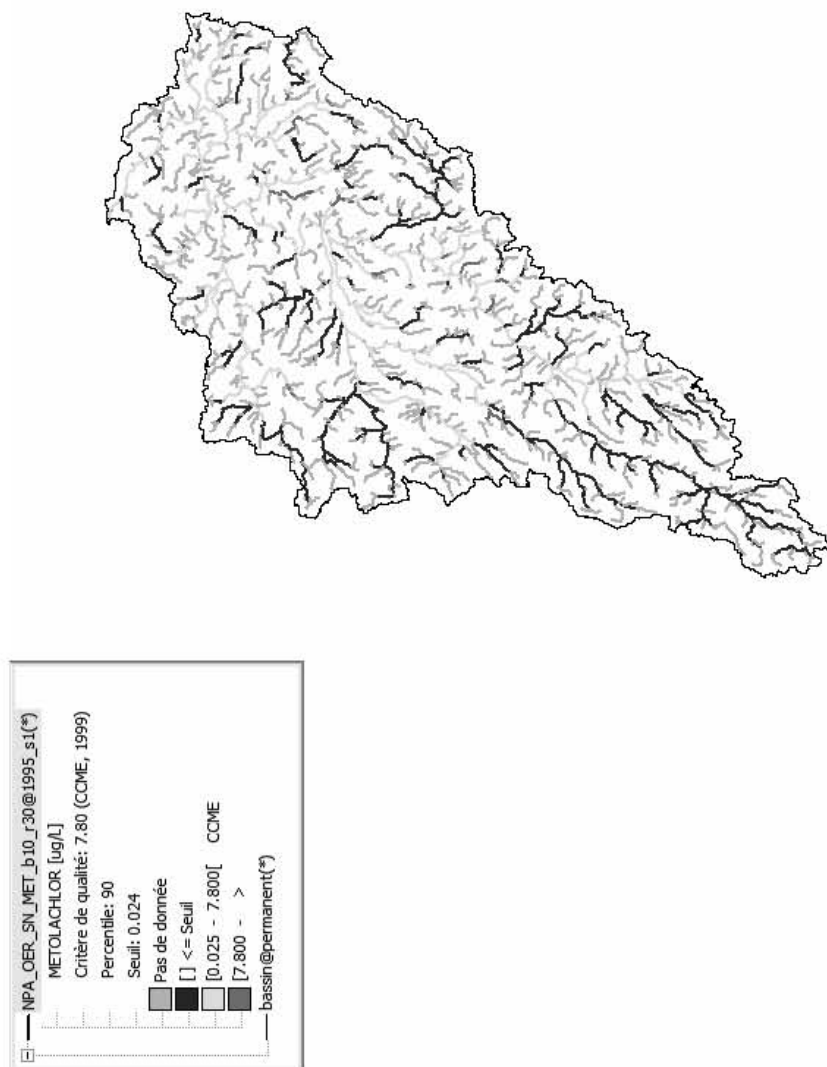 NPA_OER_SN_MET_b10_r30@1995_s1(*)
METOLACHLOR [ug/L]
Critère de qualité: 7.80 (CCME, 1999)
Percentile: 90
Seuil: 0.024
Pas de donnée
[ ] <= Seuil
[0.025 - 7.800[ CCME
[7.800 - >
bassin@permanent(*)